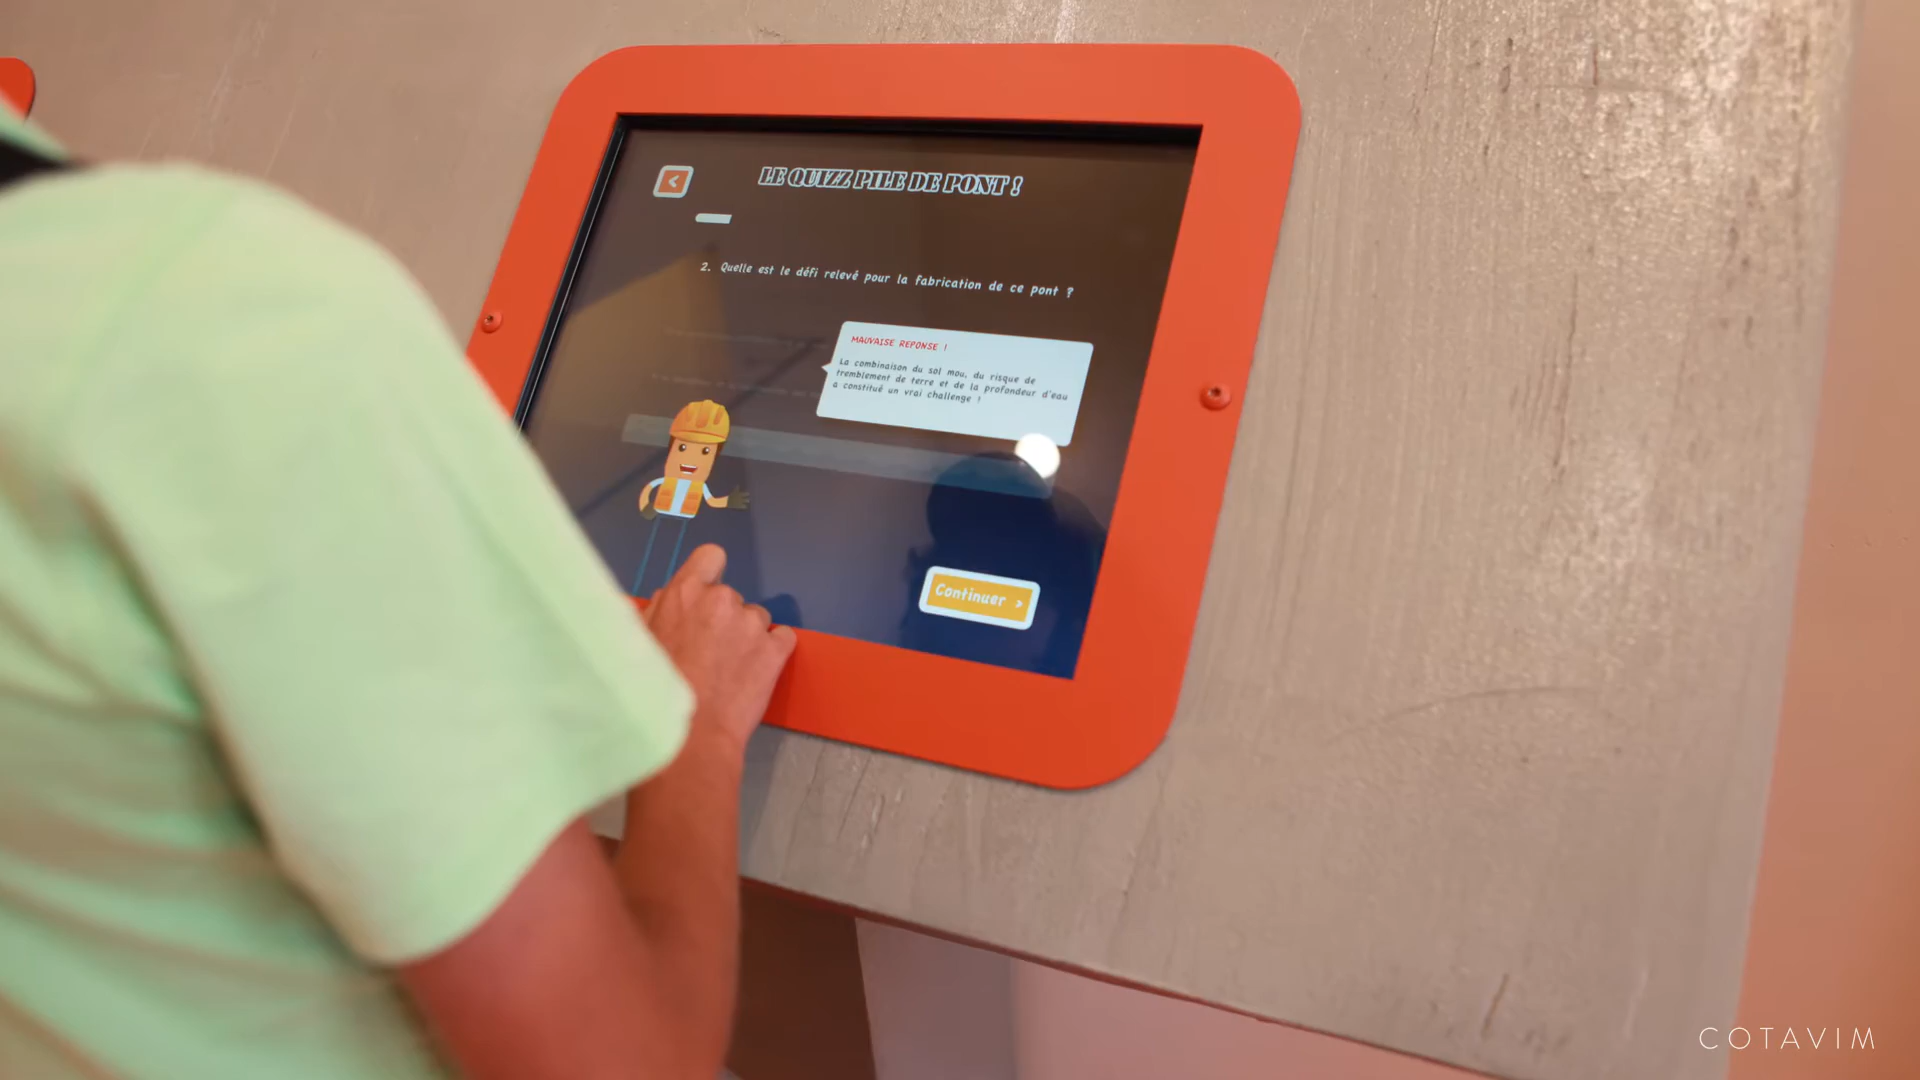 <
LE QUIZZ PILE DE PONT !
2. Quelle est le défi relevé pour la fabrication de ce pont ?
MAUVAISE REPONSE !
La combinaison du sol mou, du risque de
tremblement de terre et de la profondeur d'eau
a constitué un vrai challenge !
Continuer >
COTAVIM